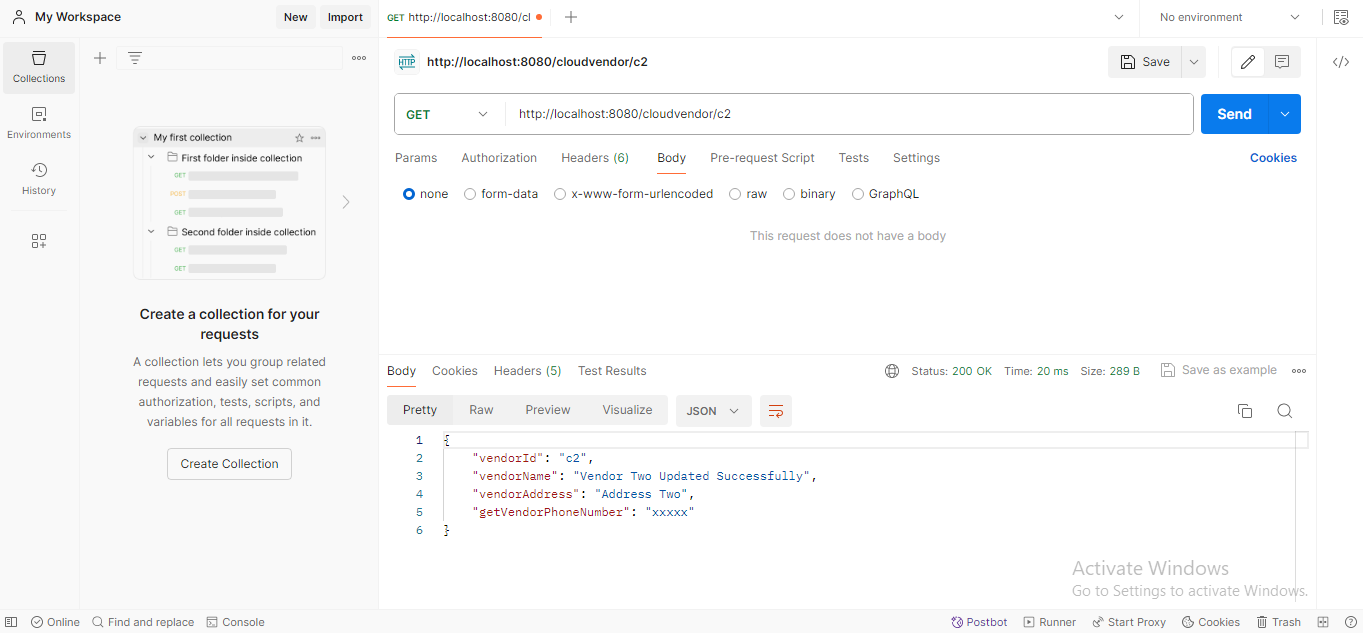 My Workspace
New
Import
GET http://localhost:8080/cl
No environment
Collections
Environments
History
My first collection
First folder inside collection
GET
POST
GET
Second folder inside collection
GET
GET
Create a collection for your
requests
A collection lets you group related
requests and easily set common
authorization, tests, scripts, and
variables for all requests in it.
Create Collection
HTTP http://localhost:8080/cloudvendor/c2
Save
</>
GET http://localhost:8080/cloudvendor/c2
Send
Params Authorization Headers (6) Body Pre-request Script Tests Settings Cookies
none form-data x-www-form-urlencoded raw binary GraphQL
This request does not have a body
Body Cookies Headers (5) Test Results Status: 200 OK Time: 20 ms Size: 289 B Save as example
Pretty Raw Preview Visualize JSON
1 {
2 "vendorId": "c2",
3 "vendorName": "Vendor Two Updated Successfully",
4 "vendorAddress": "Address Two",
5 "getVendorPhoneNumber": "xxxxx"
6 }
Activate Windows
Go to Settings to activate Windows.
Online Find and replace Console Postbot Runner Start Proxy Cookies Trash